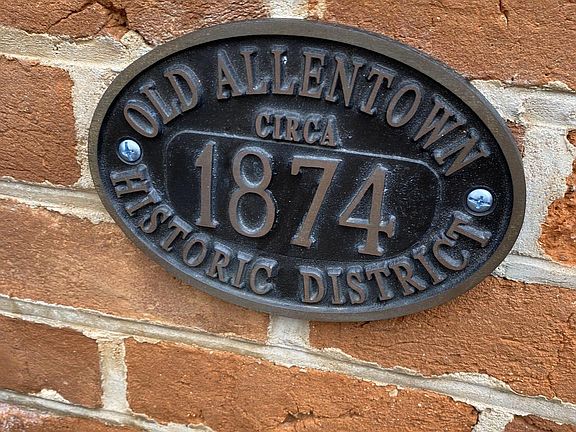 OLD ALLENTOWN
CIRCA
1874
HISTORIC DISTRICT